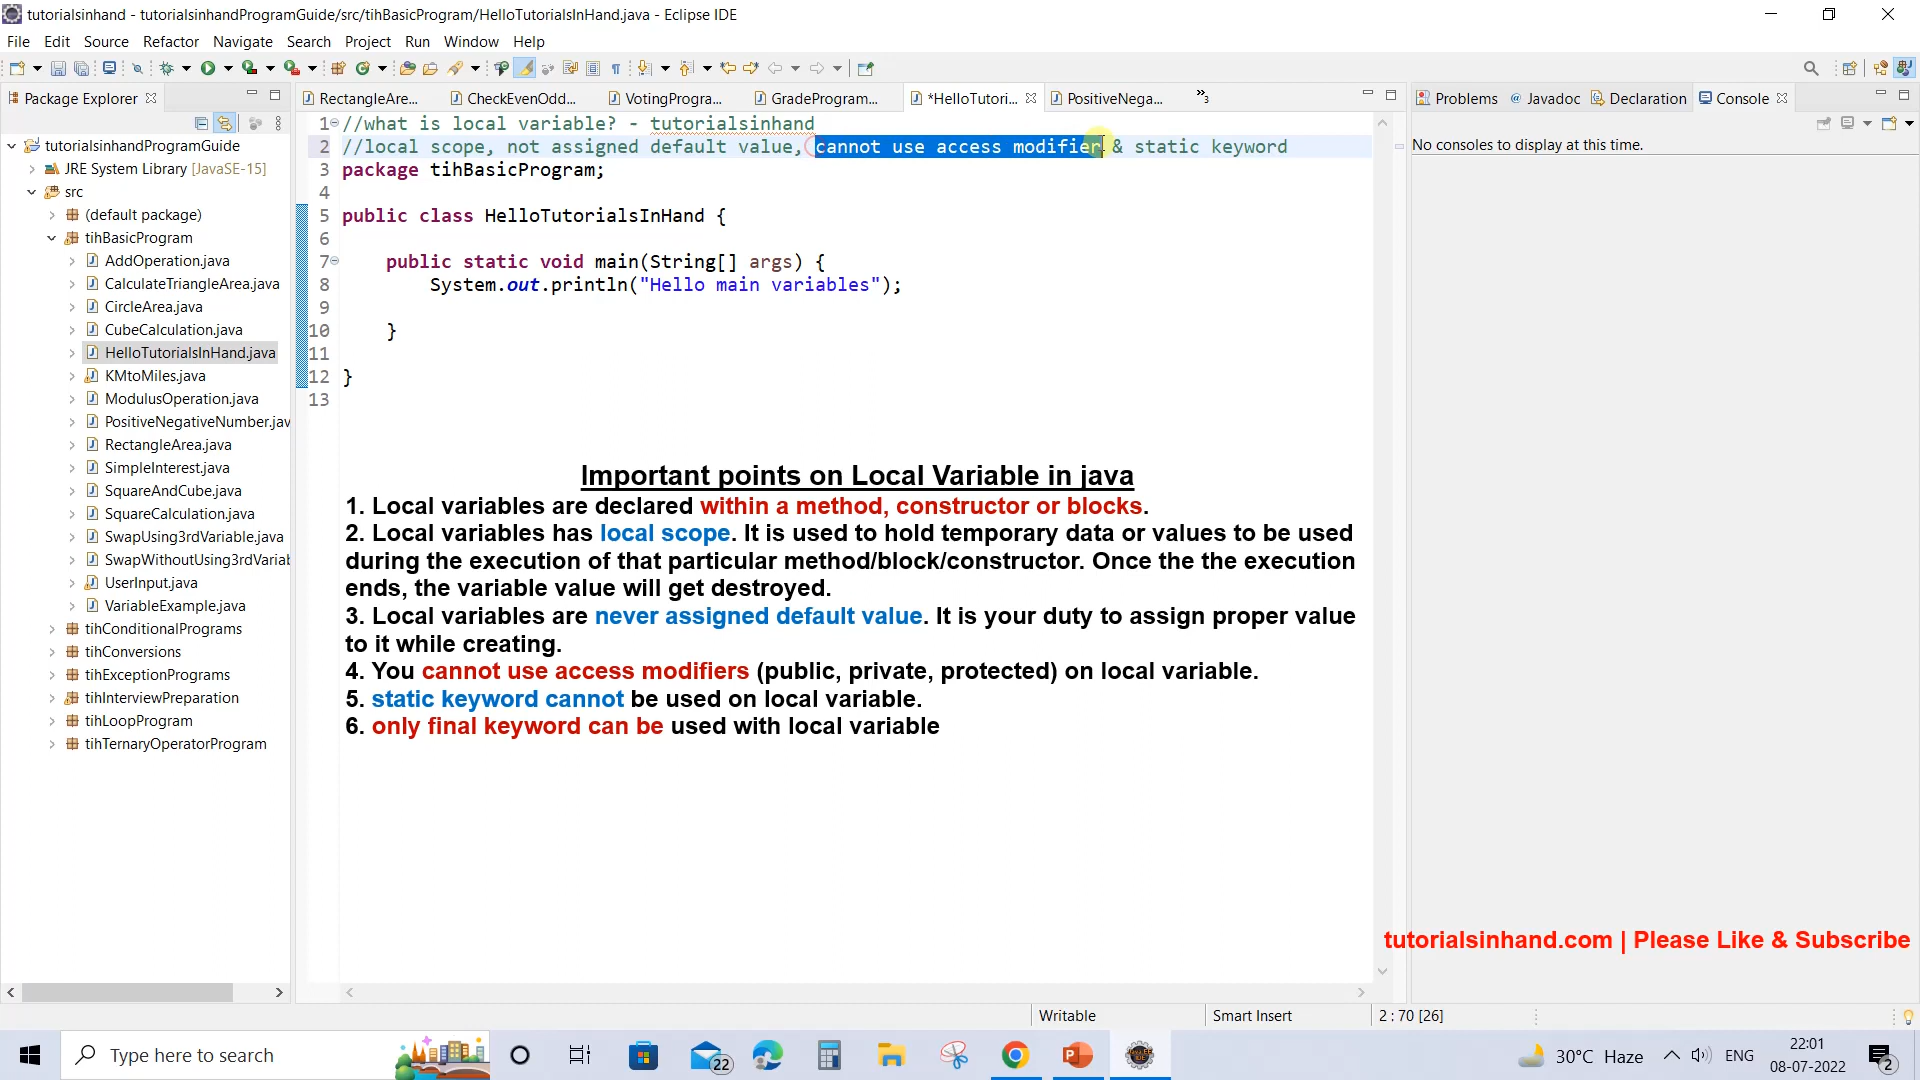 tutorialsinhand - tutorialsinhandProgramGuide/src/tihBasicProgram/HelloTutorialsInHand.java - Eclipse IDE
File Edit Source Refactor Navigate Search Project Run Window Help
Package Explorer
RectangleAre... CheckEvenOdd... VotingProgra... GradeProgram... *HelloTutori... PositiveNega... »3
Problems @ Javadoc Declaration Console
No consoles to display at this time.
tutorialsinhandProgramGuide
JRE System Library [JavaSE-15]
src
(default package)
tihBasicProgram
AddOperation.java
CalculateTriangleArea.java
CircleArea.java
CubeCalculation.java
HelloTutorialsInHand.java
KMtoMiles.java
ModulusOperation.java
PositiveNegativeNumber.jav
RectangleArea.java
SimpleInterest.java
SquareAndCube.java
SquareCalculation.java
SwapUsing3rdVariable.java
SwapWithoutUsing3rdVariab
UserInput.java
VariableExample.java
tihConditionalPrograms
tihConversions
tihExceptionPrograms
tihInterviewPreparation
tihLoopProgram
tihTernaryOperatorProgram
1 //what is local variable? - tutorialsinhand
2 //local scope, not assigned default value, cannot use access modifier & static keyword
3 package tihBasicProgram;
4
5 public class HelloTutorialsInHand {
6
7 public static void main(String[] args) {
8 System.out.println("Hello main variables");
9
10 }
11
12 }
13
Important points on Local Variable in java
1. Local variables are declared within a method, constructor or blocks.
2. Local variables has local scope. It is used to hold temporary data or values to be used
during the execution of that particular method/block/constructor. Once the the execution
ends, the variable value will get destroyed.
3. Local variables are never assigned default value. It is your duty to assign proper value
to it while creating.
4. You cannot use access modifiers (public, private, protected) on local variable.
5. static keyword cannot be used on local variable.
6. only final keyword can be used with local variable
tutorialsinhand.com | Please Like & Subscribe
Writable Smart Insert 2 : 70 [26]
Type here to search
22
30°C Haze
ENG
22:01
08-07-2022
2